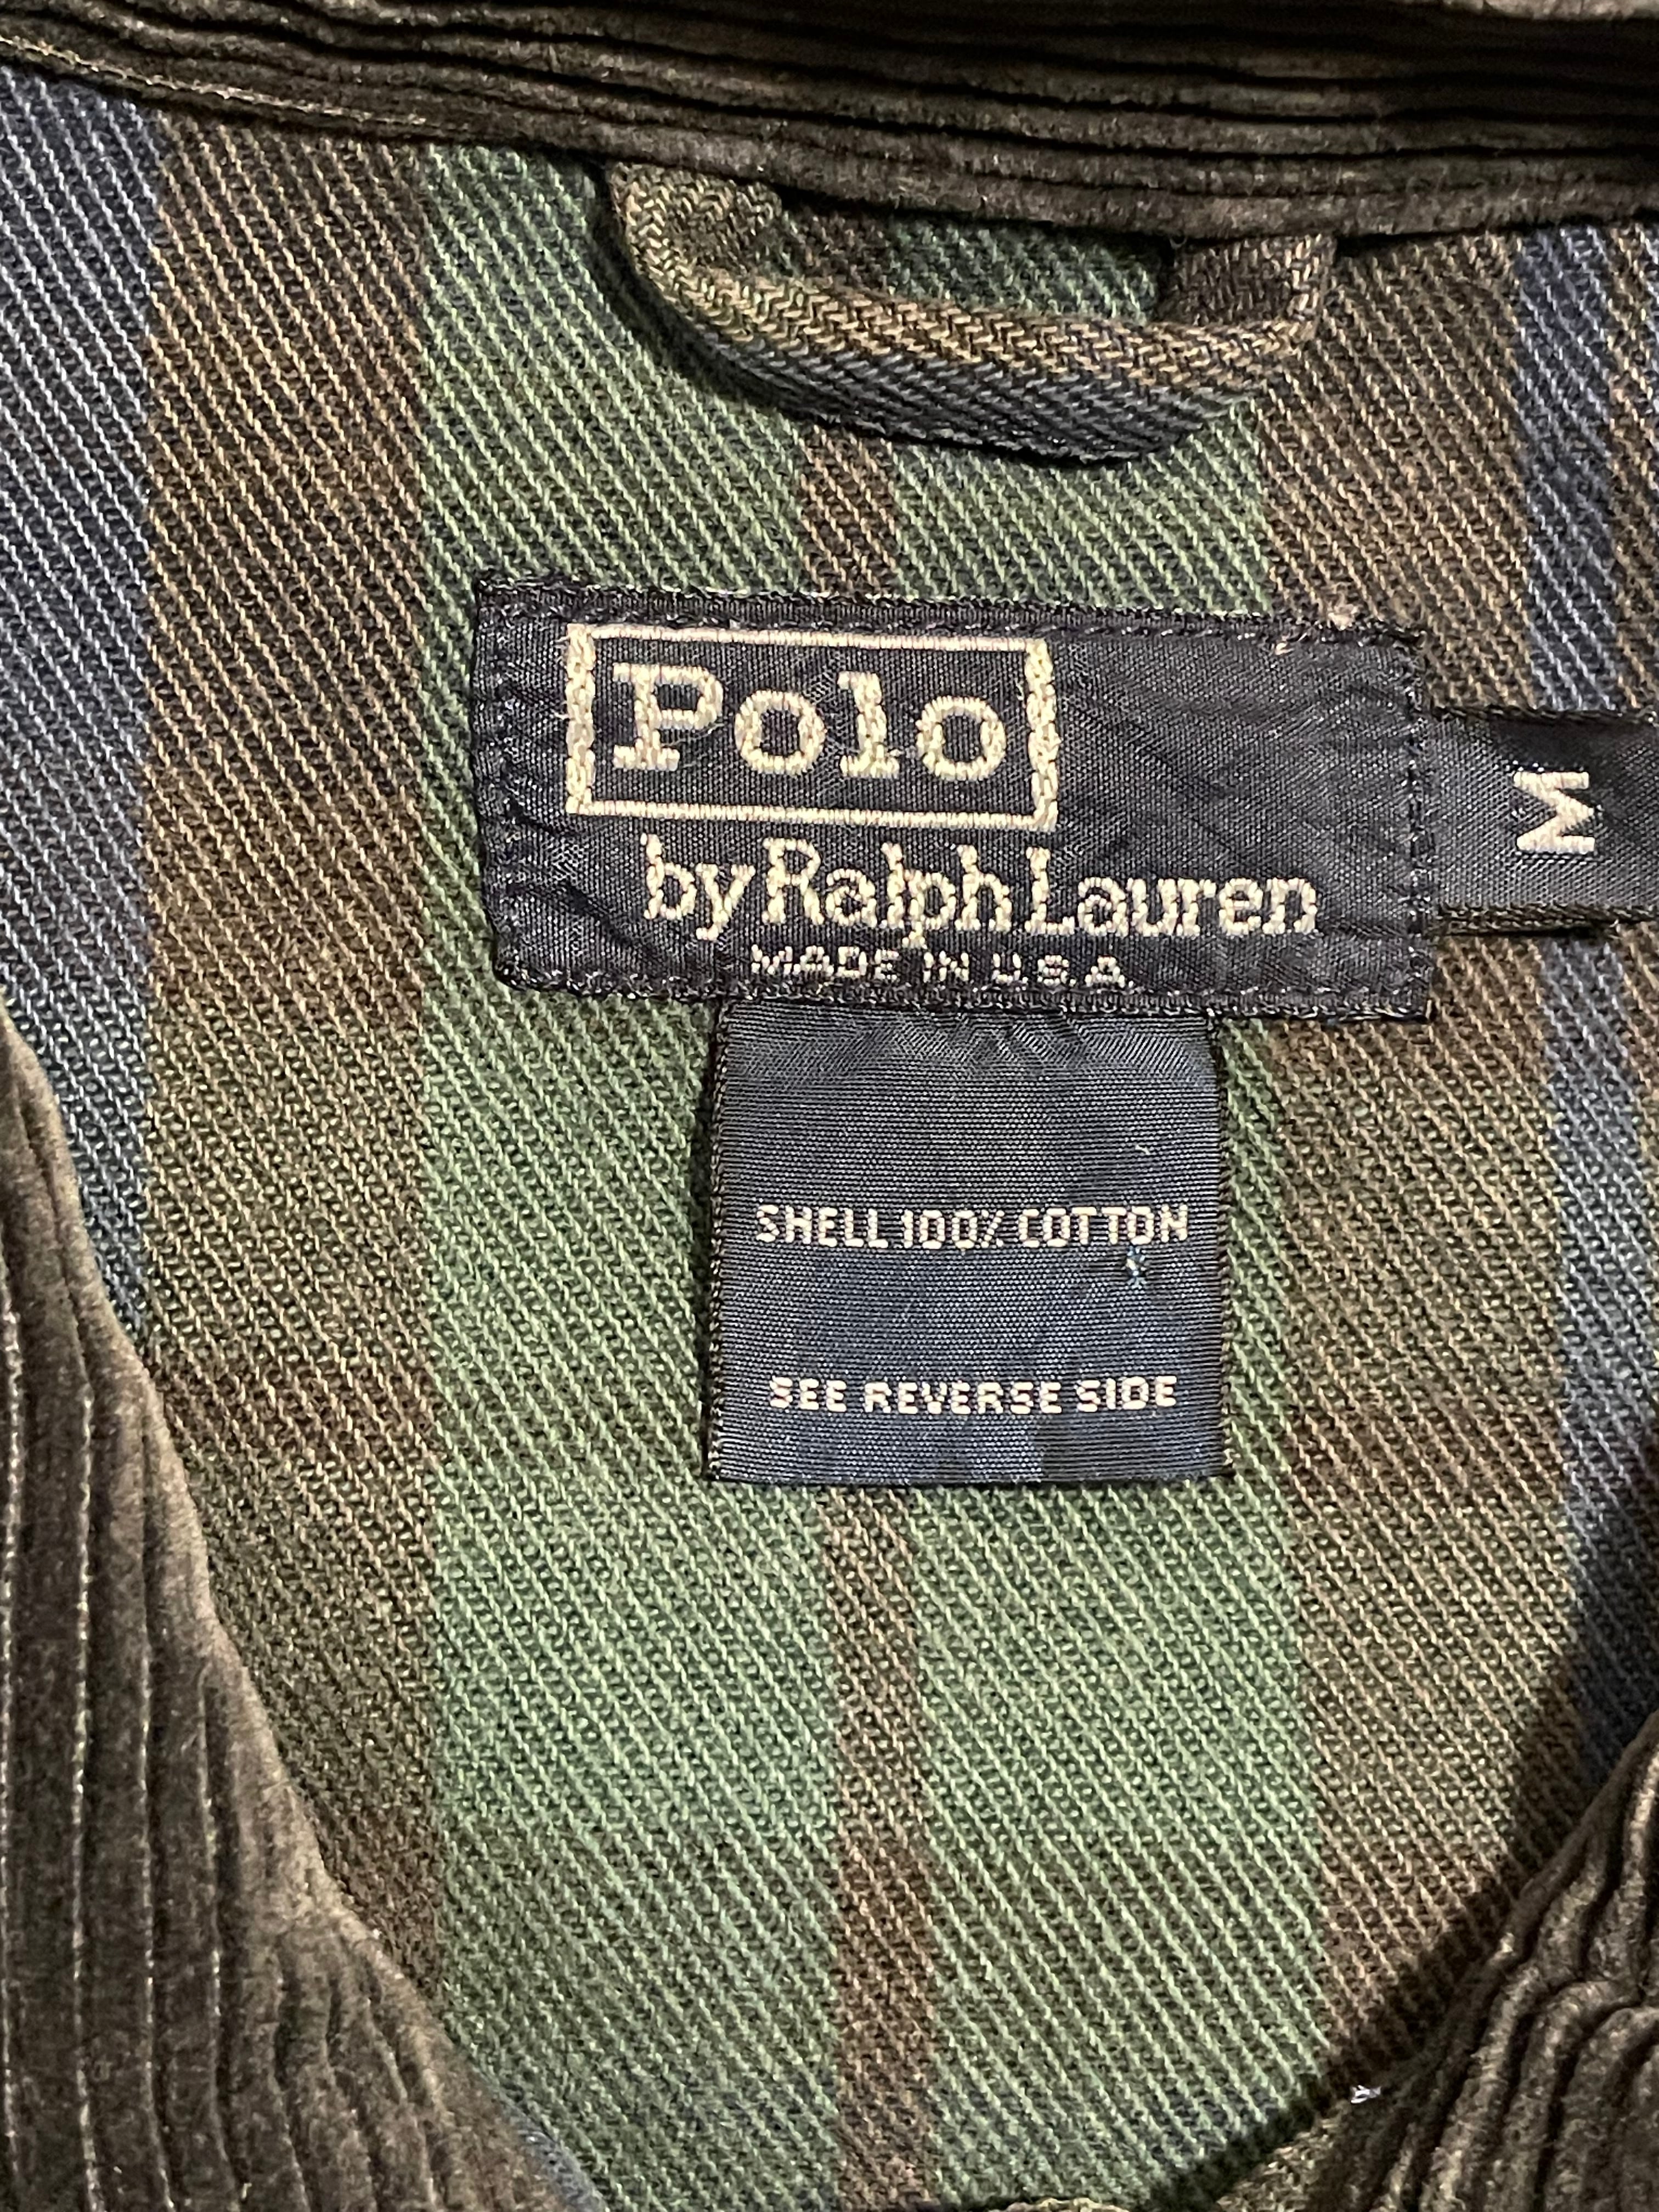 Polo
by Ralph Lauren
MADE IN U.S.A.
M
SHELL 100% COTTON
SEE REVERSE SIDE